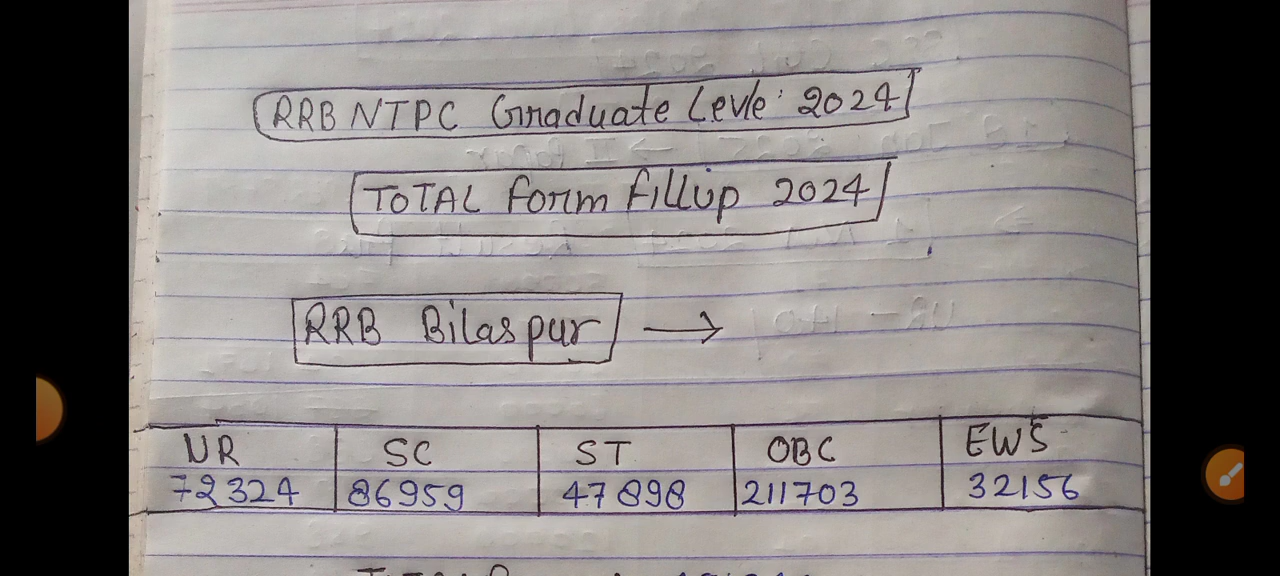 RRB NTPC Graduate Levle: 2024
TOTAL form fillup 2024
RRB Bilaspur →
UR SC ST OBC EWS
72324 86959 47898 211703 32156